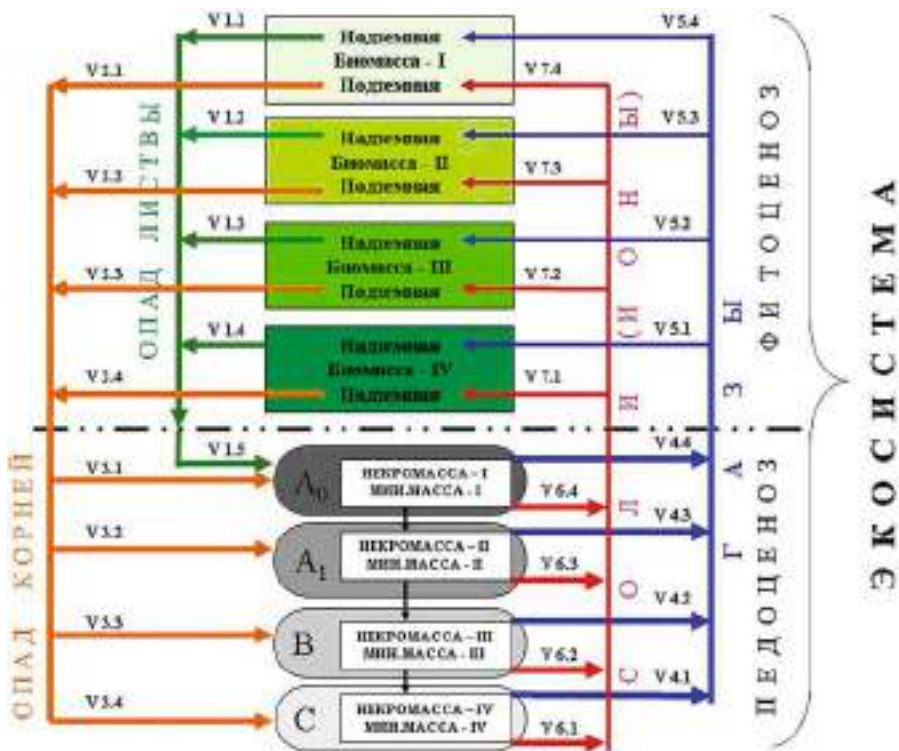 V 1.1
V 5.4
Надземная
Биомасса - I
Подземная
V 2.1
V 7.4
V 1.2
V 5.3
Надземная
Биомасса - II
Подземная
V 2.2
V 7.3
V 1.3
V 5.2
Надземная
Биомасса - III
Подземная
V 2.3
V 7.2
V 1.4
V 5.1
Надземная
Биомасса - IV
Подземная
V 2.4
V 7.1
ОПАД ЛИСТВЫ
ФИТОЦЕНОЗ
ЭКОСИСТЕМА
СОЛИ (ИОНЫ)
ГАЗЫ
V 1.5
V 4.4
V 3.1
A0
НЕКРОМАССА – I
МИН.МАССА - I
V 6.4
V 4.3
V 3.2
A1
НЕКРОМАССА – II
МИН.МАССА - II
V 6.3
V 4.2
V 3.3
B
НЕКРОМАССА – III
МИН.МАССА - III
V 6.2
V 4.1
V 3.4
C
НЕКРОМАССА – IV
МИН.МАССА - IV
V 6.1
ОПАД КОРНЕЙ
ПЕДОЦЕНОЗ